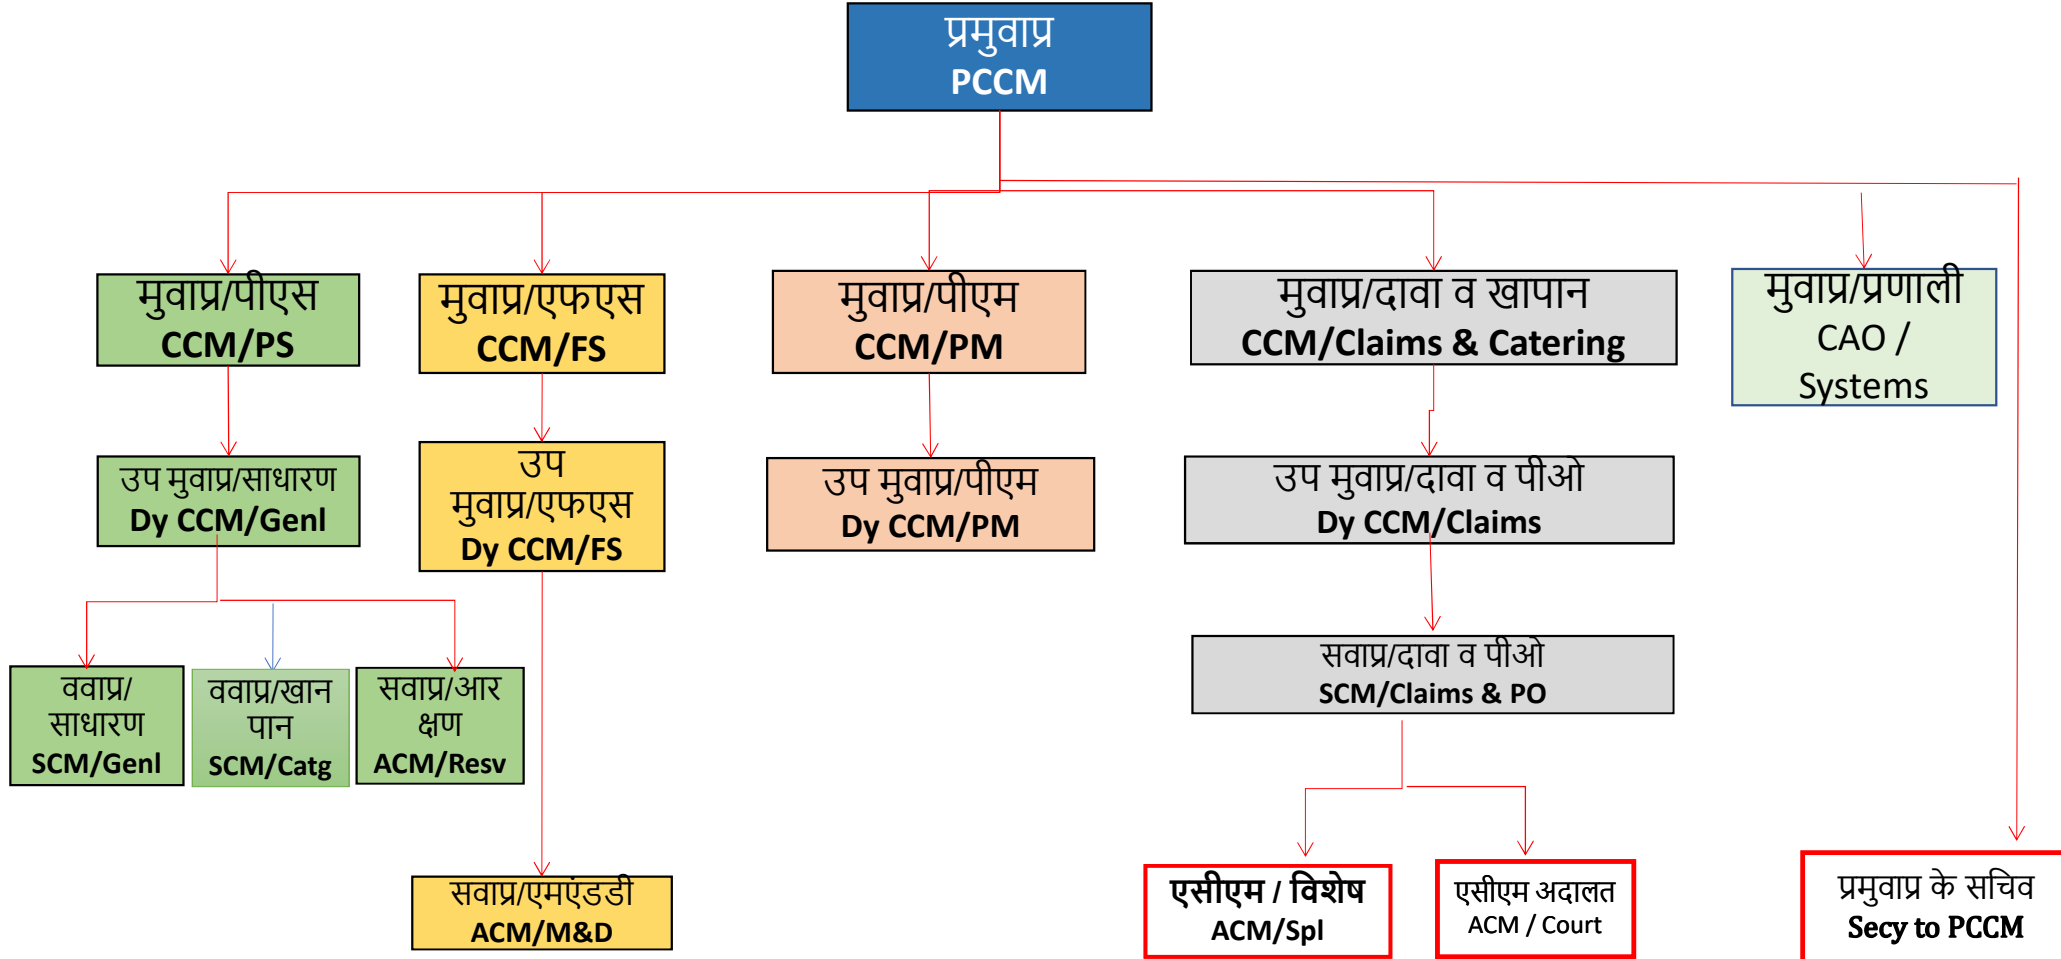 प्रमुवाप्र
PCCM
मुवाप्र/पीएस
CCM/PS
मुवाप्र/एफएस
CCM/FS
मुवाप्र/पीएम
CCM/PM
मुवाप्र/दावा व खापान
CCM/Claims & Catering
मुवाप्र/प्रणाली
CAO /
Systems
उप मुवाप्र/साधारण
Dy CCM/Genl
उप
मुवाप्र/एफएस
Dy CCM/FS
उप मुवाप्र/पीएम
Dy CCM/PM
उप मुवाप्र/दावा व पीओ
Dy CCM/Claims
सवाप्र/दावा व पीओ
SCM/Claims & PO
ववाप्र/
साधारण
SCM/Genl
ववाप्र/खान
पान
SCM/Catg
सवाप्र/आर
क्षण
ACM/Resv
सवाप्र/एमएंडडी
ACM/M&D
एसीएम / विशेष
ACM/Spl
एसीएम अदालत
ACM / Court
प्रमुवाप्र के सचिव
Secy to PCCM